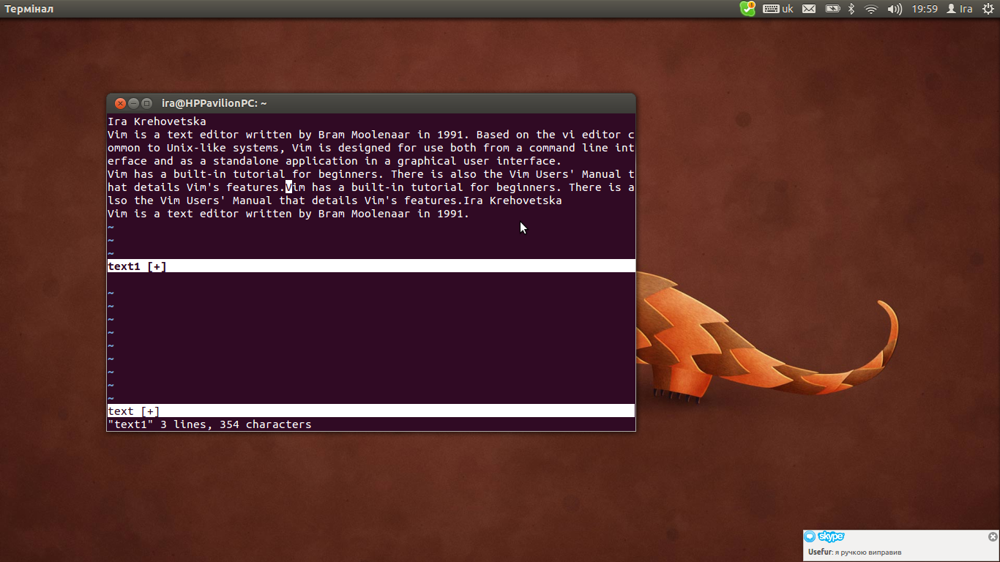 Термінал
uk
19:59
Ira
ira@HPPavilionPC: ~
Ira Krehovetska
Vim is a text editor written by Bram Moolenaar in 1991. Based on the vi editor c
ommon to Unix-like systems, Vim is designed for use both from a command line int
erface and as a standalone application in a graphical user interface.
Vim has a built-in tutorial for beginners. There is also the Vim Users' Manual t
hat details Vim's features.Vim has a built-in tutorial for beginners. There is a
lso the Vim Users' Manual that details Vim's features.Ira Krehovetska
Vim is a text editor written by Bram Moolenaar in 1991.
~
~
~
text1 [+]
~
~
~
~
~
~
~
~
~
text [+]
"text1" 3 lines, 354 characters
skype
Usefur: я ручкою виправив